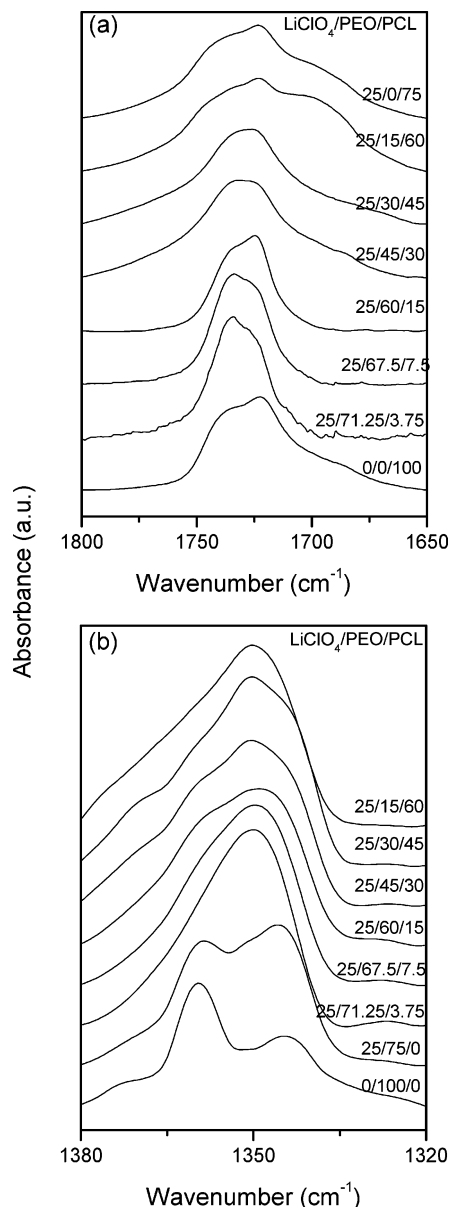 (a)
LiClO₄/PEO/PCL
25/0/75
25/15/60
25/30/45
25/45/30
25/60/15
25/67.5/7.5
25/71.25/3.75
0/0/100
1800 1750 1700 1650
Wavenumber (cm⁻¹)
Absorbance (a.u.)
(b)
LiClO₄/PEO/PCL
25/15/60
25/30/45
25/45/30
25/60/15
25/67.5/7.5
25/71.25/3.75
25/75/0
0/100/0
1380 1350 1320
Wavenumber (cm⁻¹)